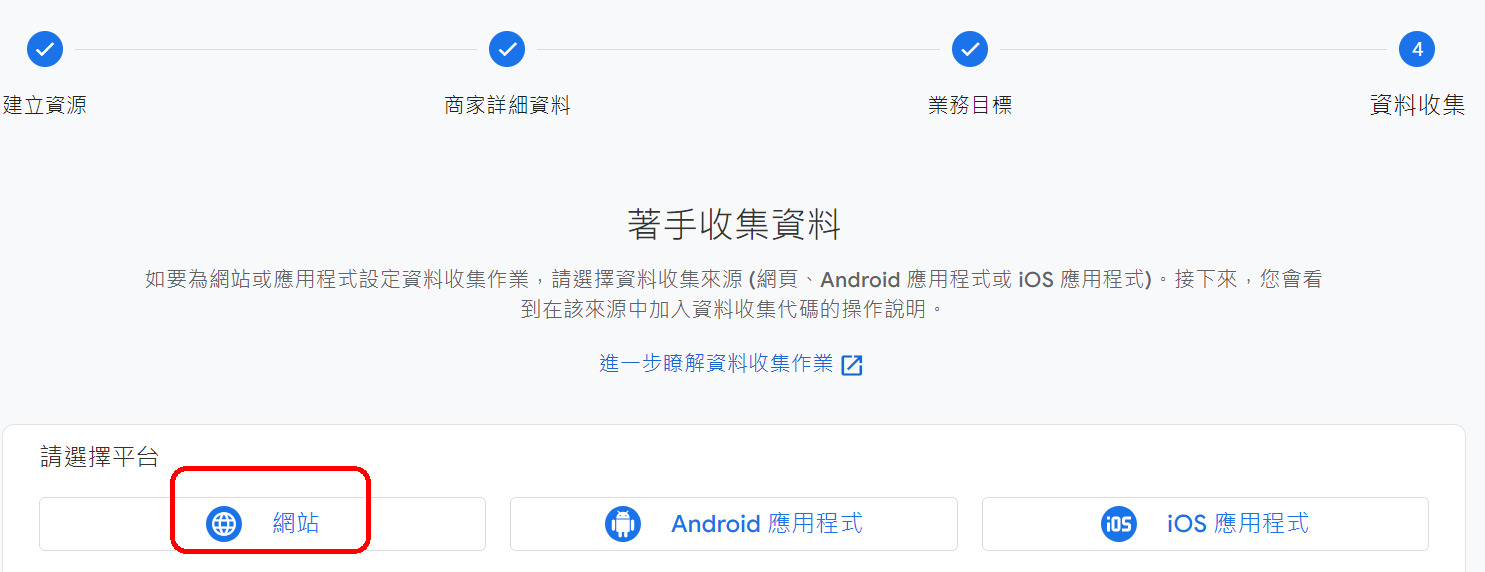 4
建立資源
商家詳細資料
業務目標
資料收集
著手收集資料
如要為網站或應用程式設定資料收集作業，請選擇資料收集來源 (網頁、Android 應用程式或 iOS 應用程式)。接下來，您會看
到在該來源中加入資料收集代碼的操作說明。
進一步瞭解資料收集作業
請選擇平台
網站
Android 應用程式
iOS iOS 應用程式